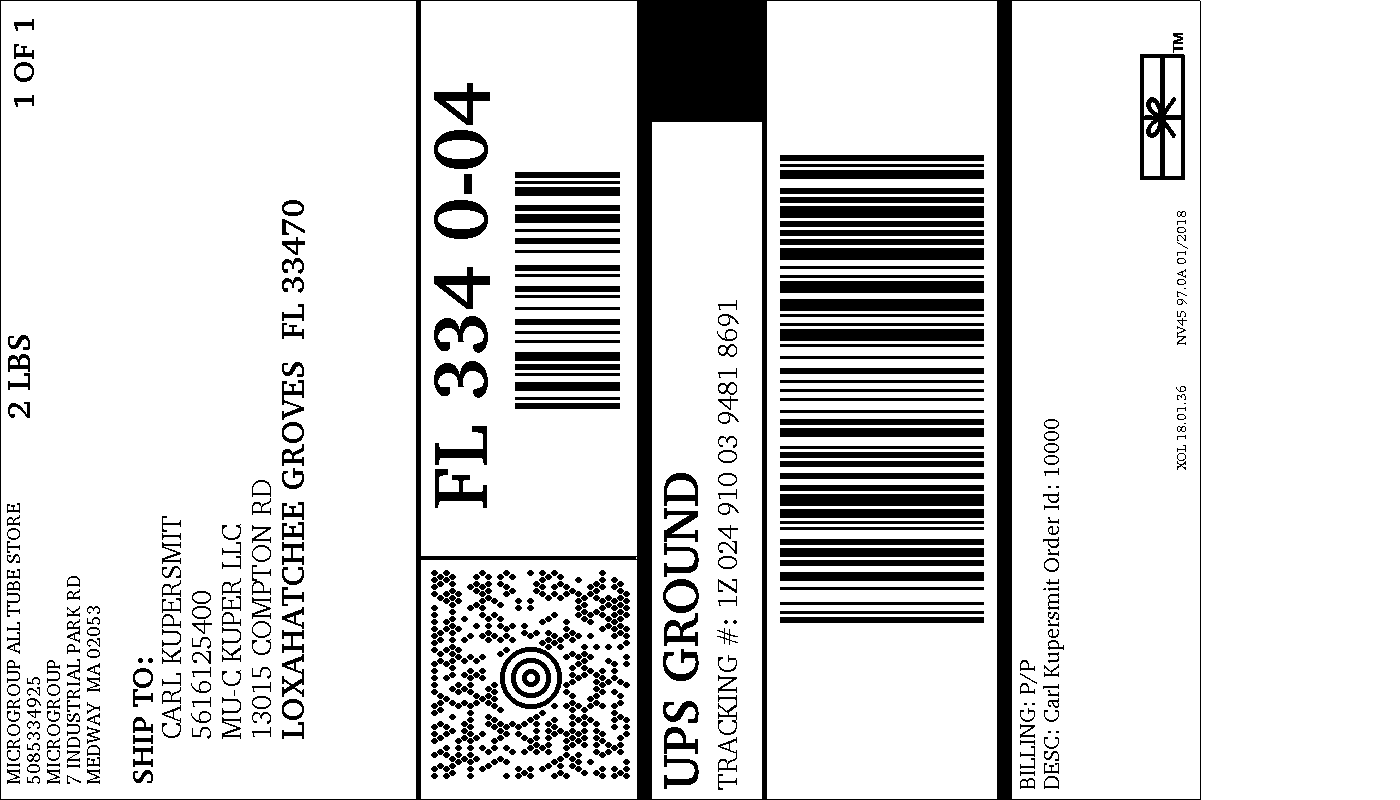 MICROGROUP ALL TUBE STORE
5085334925
MICROGROUP
7 INDUSTRIAL PARK RD
MEDWAY MA 02053
2 LBS
1 OF 1
SHIP TO:
CARL KUPERSMIT
5616125400
MU-C KUPER LLC
13015 COMPTON RD
LOXAHATCHEE GROVES FL 33470
FL 334 0-04
UPS GROUND
TRACKING #: 1Z 024 910 03 9481 8691
BILLING: P/P
DESC: Carl Kupersmit Order Id: 10000
XOL 18.01.36 NV45 97.0A 01/2018
TM